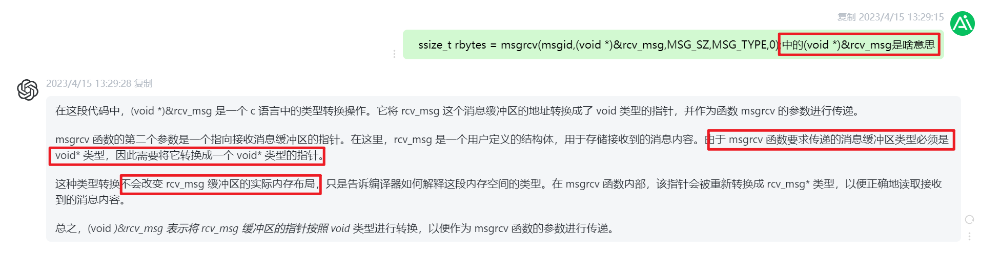 复制 2023/4/15 13:29:15
AI
ssize_t rbytes = msgrcv(msgid,(void *)&rcv_msg,MSG_SZ,MSG_TYPE,0);中的(void *)&rcv_msg是啥意思
2023/4/15 13:29:28 复制
在这段代码中，(void *)&rcv_msg 是一个 c 语言中的类型转换操作。它将 rcv_msg 这个消息缓冲区的地址转换成了 void 类型的指针，并作为函数 msgrcv 的参数进行传递。
msgrcv 函数的第二个参数是一个指向接收消息缓冲区的指针。在这里，rcv_msg 是一个用户定义的结构体，用于存储接收到的消息内容。由于 msgrcv 函数要求传递的消息缓冲区类型必须是
void* 类型，因此需要将它转换成一个 void* 类型的指针。
这种类型转换不会改变 rcv_msg 缓冲区的实际内存布局，只是告诉编译器如何解释这段内存空间的类型。在 msgrcv 函数内部，该指针会被重新转换成 rcv_msg* 类型，以便正确地读取接收
到的消息内容。
总之，(void )&rcv_msg 表示将 rcv_msg 缓冲区的指针按照 void 类型进行转换，以便作为 msgrcv 函数的参数进行传递。